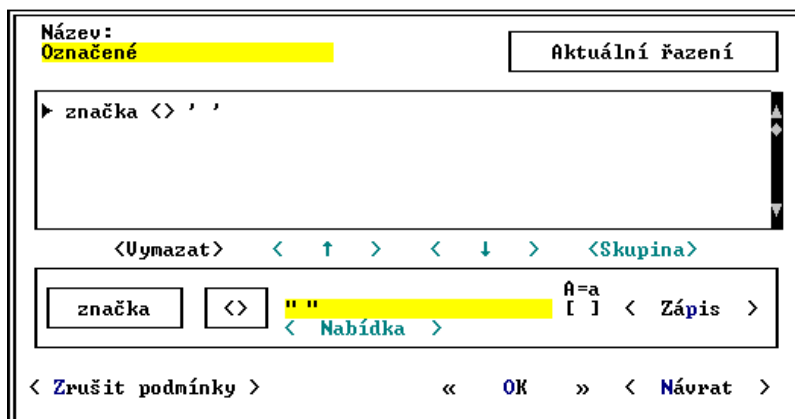 Název:
Označené
Aktuální řazení
značka <> ' '
<Vymazat> < ↑ > < ↓ > <Skupina>
A=a
značka <> " " [ ] < Zápis >
< Nabídka >
< Zrušit podmínky > « OK » < Návrat >